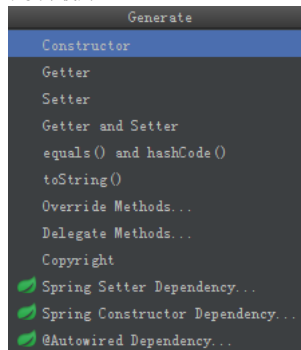 Generate
Constructor
Getter
Setter
Getter and Setter
equals() and hashCode()
toString()
Override Methods...
Delegate Methods...
Copyright
Spring Setter Dependency...
Spring Constructor Dependency...
@Autowired Dependency...